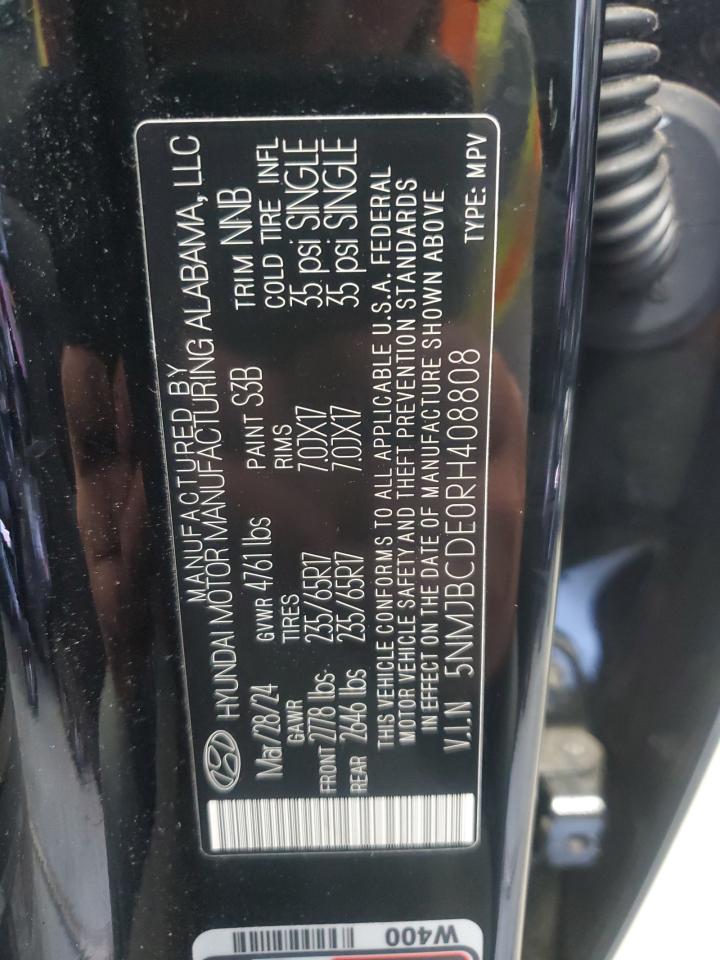 MANUFACTURED BY
HYUNDAI MOTOR MANUFACTURING ALABAMA, LLC
Mar/28/24 GVWR 4761 lbs PAINT S3B TRIM NNB
GAWR TIRES RIMS COLD TIRE INFL
FRONT 2778 lbs 235/65R17 7.0JX17 35 psi SINGLE
REAR 2646 lbs 235/65R17 7.0JX17 35 psi SINGLE
THIS VEHICLE CONFORMS TO ALL APPLICABLE U.S.A. FEDERAL
MOTOR VEHICLE SAFETY AND THEFT PREVENTION STANDARDS
IN EFFECT ON THE DATE OF MANUFACTURE SHOWN ABOVE
V.I.N 5NMJBCDE0RH408808 TYPE: MPV
W400